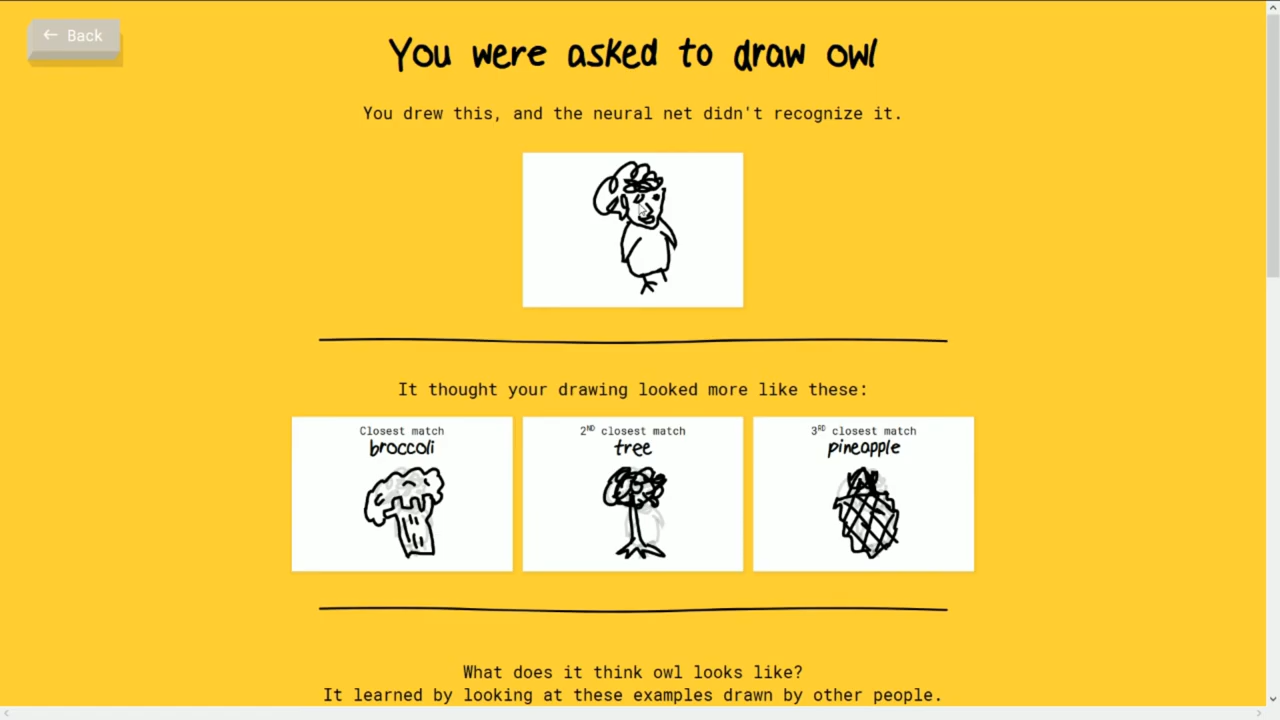 ← Back
You were asked to draw owl
You drew this, and the neural net didn't recognize it.
It thought your drawing looked more like these:
Closest match
broccoli
2ND closest match
tree
3RD closest match
pineapple
What does it think owl looks like?
It learned by looking at these examples drawn by other people.